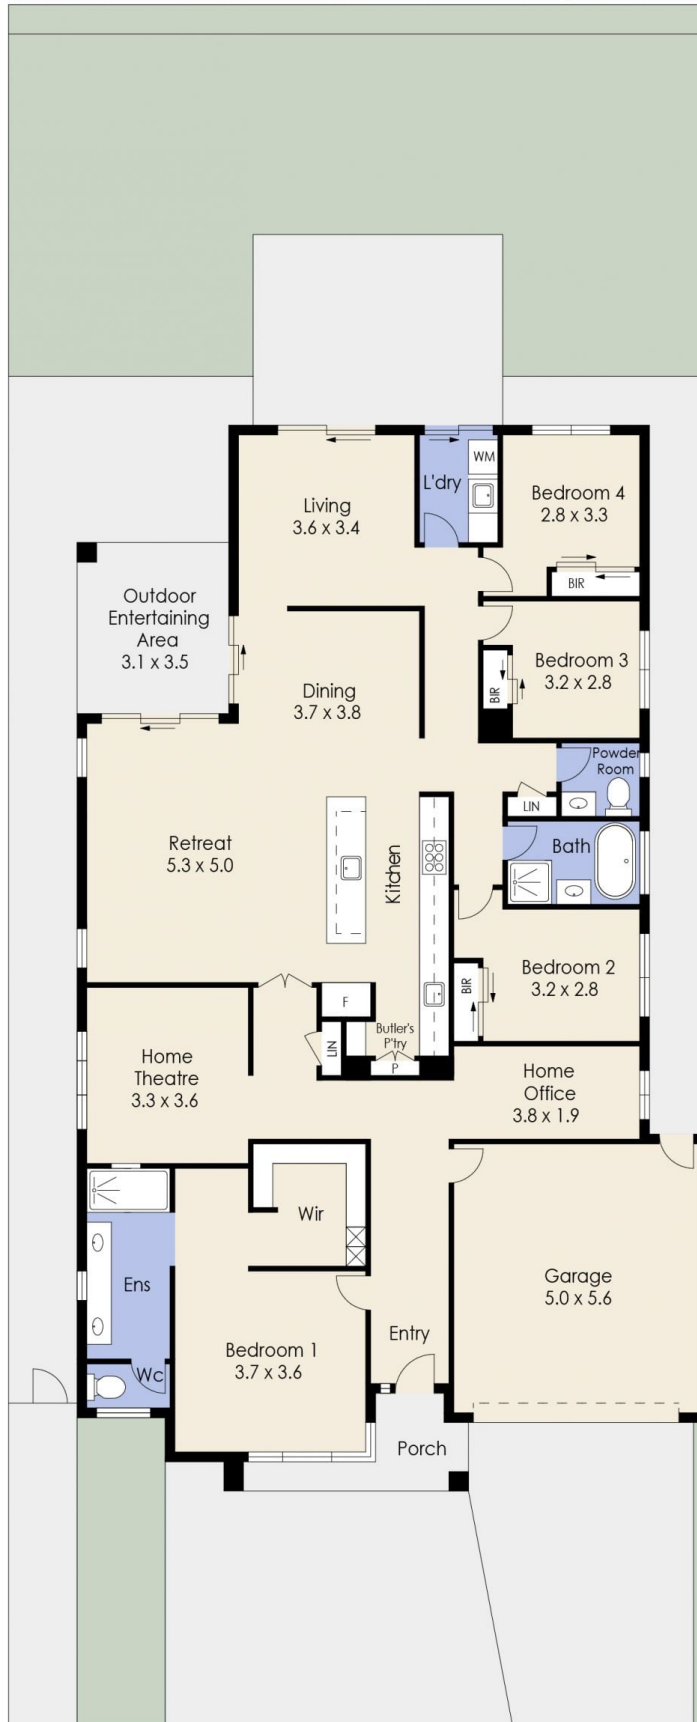 WM
L'dry
Living
3.6 x 3.4
Bedroom 4
2.8 x 3.3
BIR
Outdoor
Entertaining
Area
3.1 x 3.5
Bedroom 3
3.2 x 2.8
BIR
Dining
3.7 x 3.8
Powder
Room
LIN
Retreat
5.3 x 5.0
Kitchen
Bath
Bedroom 2
3.2 x 2.8
BIR
F
Butler's
P'try
LIN
P
Home
Theatre
3.3 x 3.6
Home
Office
3.8 x 1.9
Wir
Ens
Garage
5.0 x 5.6
Entry
Bedroom 1
3.7 x 3.6
Wc
Porch